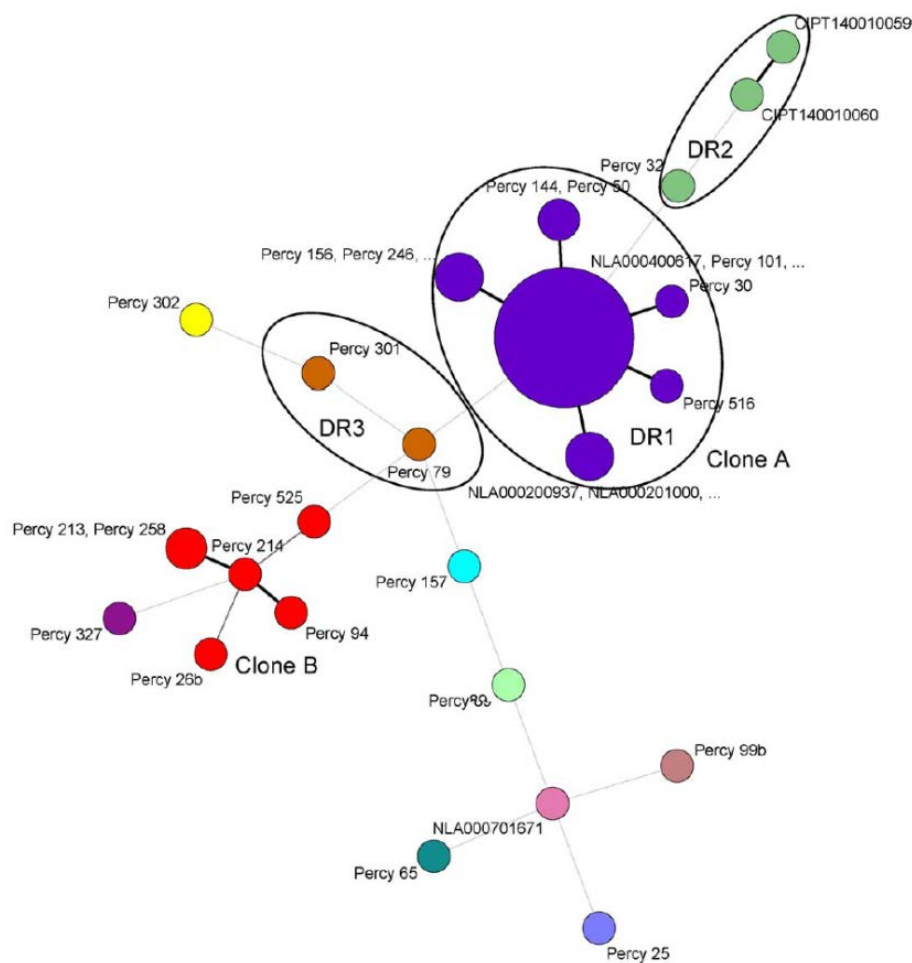 CIPT140010059
CIPT140010060
DR2
Percy 32
Percy 144, Percy 50
Percy 156, Percy 246, ...
NLA000400617, Percy 101, ...
Percy 30
Percy 302
Percy 301
Percy 516
DR3
DR1
Clone A
Percy 79
NLA000200937, NLA000201000, ...
Percy 525
Percy 213, Percy 258
Percy 214
Percy 157
Percy 327
Percy 94
Clone B
Percy 26b
Percy
Percy 99b
NLA000701671
Percy 65
Percy 25